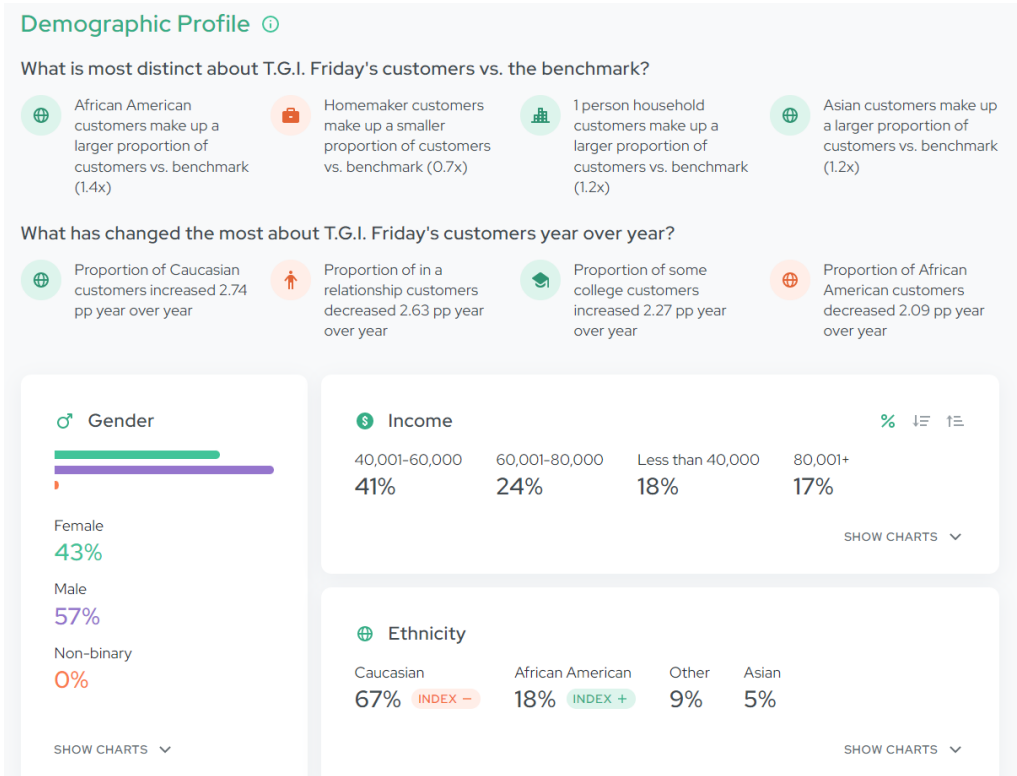 Demographic Profile
What is most distinct about T.G.I. Friday's customers vs. the benchmark?
African American
customers make up a
larger proportion of
customers vs. benchmark
(1.4x)
Homemaker customers
make up a smaller
proportion of customers
vs. benchmark (0.7x)
1 person household
customers make up a
larger proportion of
customers vs. benchmark
(1.2x)
Asian customers make up
a larger proportion of
customers vs. benchmark
(1.2x)
What has changed the most about T.G.I. Friday's customers year over year?
Proportion of Caucasian
customers increased 2.74
pp year over year
Proportion of in a
relationship customers
decreased 2.63 pp year
over year
Proportion of some
college customers
increased 2.27 pp year
over year
Proportion of African
American customers
decreased 2.09 pp year
over year
Gender
Female
43%
Male
57%
Non-binary
0%
SHOW CHARTS
Income
%
40,001-60,000 60,001-80,000 Less than 40,000 80,001+
41% 24% 18% 17%
SHOW CHARTS
Ethnicity
Caucasian African American Other Asian
67% INDEX − 18% INDEX + 9% 5%
SHOW CHARTS